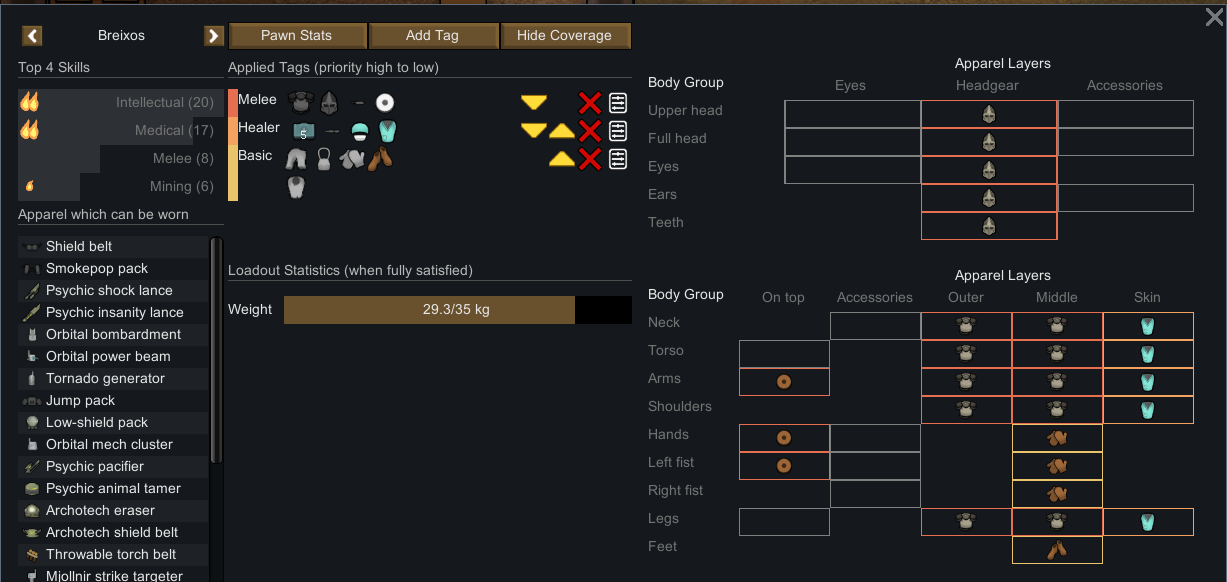 Breixos
Pawn Stats
Add Tag
Hide Coverage
Top 4 Skills
Intellectual (20)
Medical (17)
Melee (8)
Mining (6)
Apparel which can be worn
Shield belt
Smokepop pack
Psychic shock lance
Psychic insanity lance
Orbital bombardment
Orbital power beam
Tornado generator
Jump pack
Low-shield pack
Orbital mech cluster
Psychic pacifier
Psychic animal tamer
Archotech eraser
Archotech shield belt
Throwable torch belt
Mjollnir strike targeter
Applied Tags (priority high to low)
Melee
Healer
Basic
Loadout Statistics (when fully satisfied)
Weight
29.3/35 kg
Apparel Layers
Body Group
Eyes Headgear Accessories
Upper head
Full head
Eyes
Ears
Teeth
Apparel Layers
Body Group
On top Accessories Outer Middle Skin
Neck
Torso
Arms
Shoulders
Hands
Left fist
Right fist
Legs
Feet